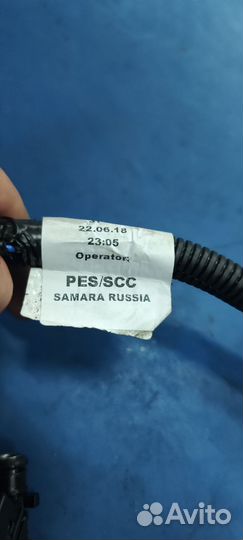 22.06.18
23:05
Operator:
PES/SCC
SAMARA RUSSIA
Avito